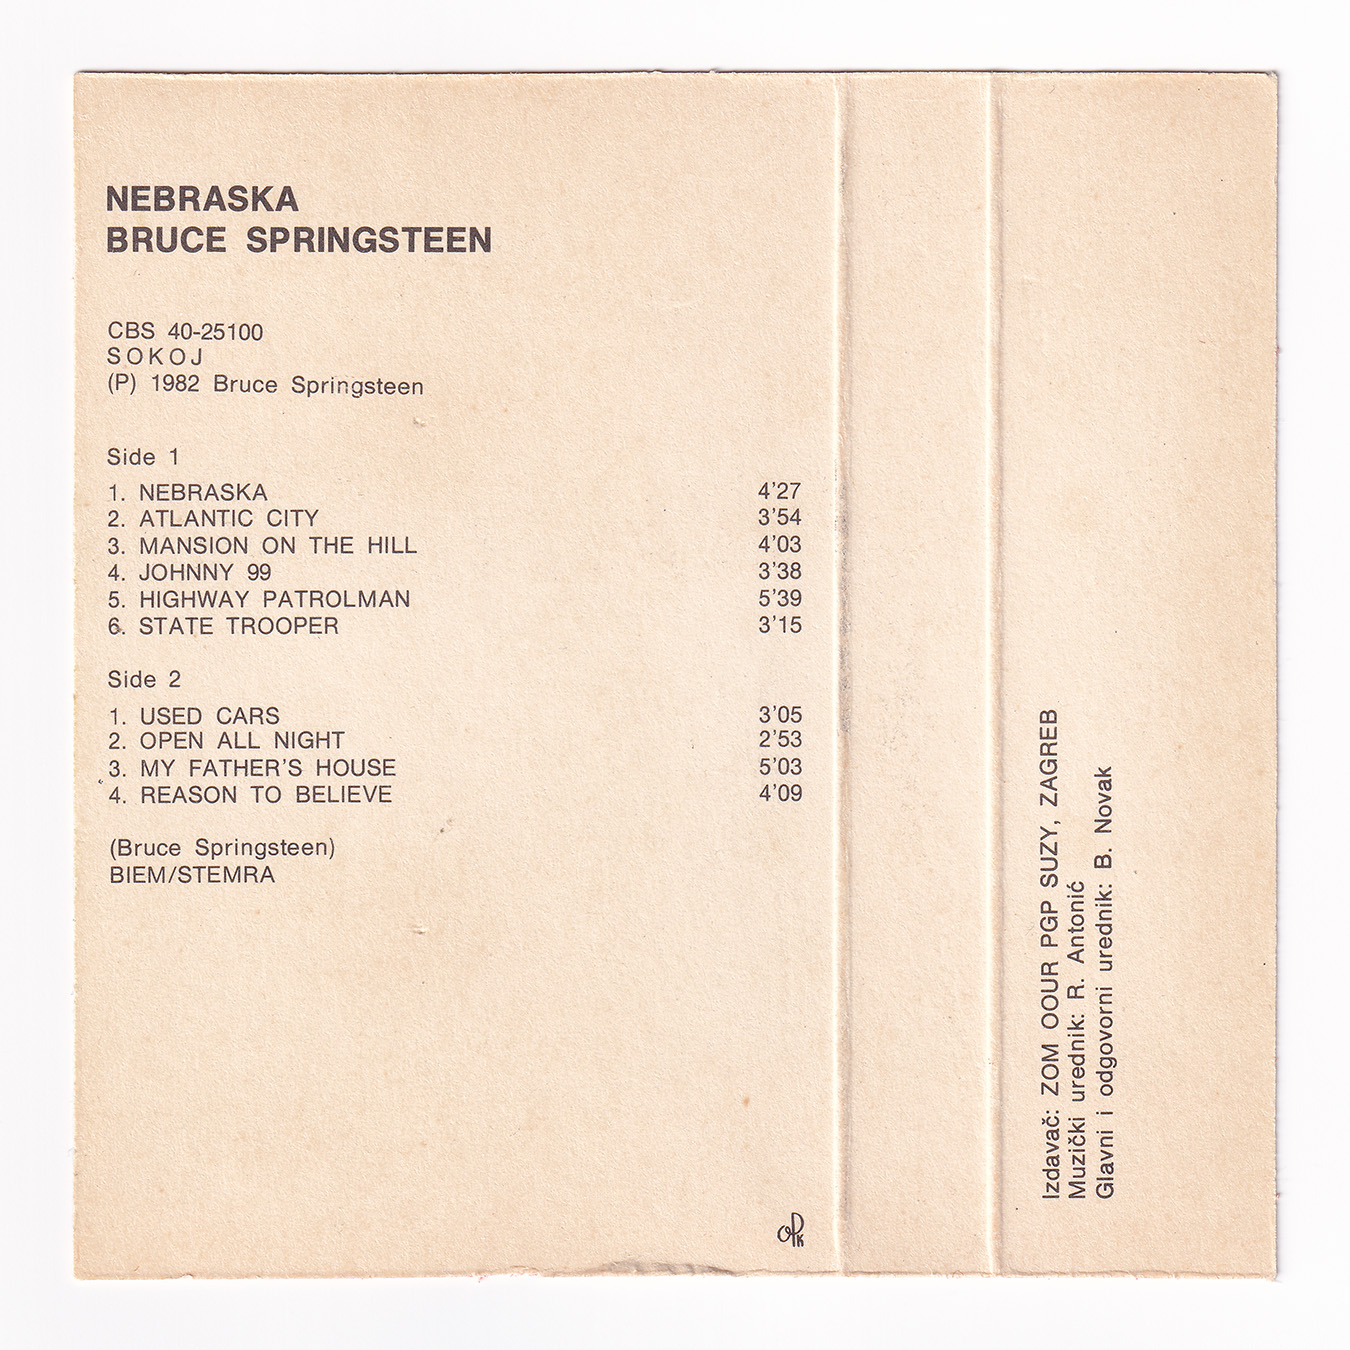 NEBRASKA
BRUCE SPRINGSTEEN
CBS 40-25100
SOKOJ
(P) 1982 Bruce Springsteen
Side 1
1. NEBRASKA 4'27
2. ATLANTIC CITY 3'54
3. MANSION ON THE HILL 4'03
4. JOHNNY 99 3'38
5. HIGHWAY PATROLMAN 5'39
6. STATE TROOPER 3'15
Side 2
1. USED CARS 3'05
2. OPEN ALL NIGHT 2'53
3. MY FATHER'S HOUSE 5'03
4. REASON TO BELIEVE 4'09
(Bruce Springsteen)
BIEM/STEMRA
Izdavač: ZOM OOUR PGP SUZY, ZAGREB
Muzički urednik: R. Antonić
Glavni i odgovorni urednik: B. Novak